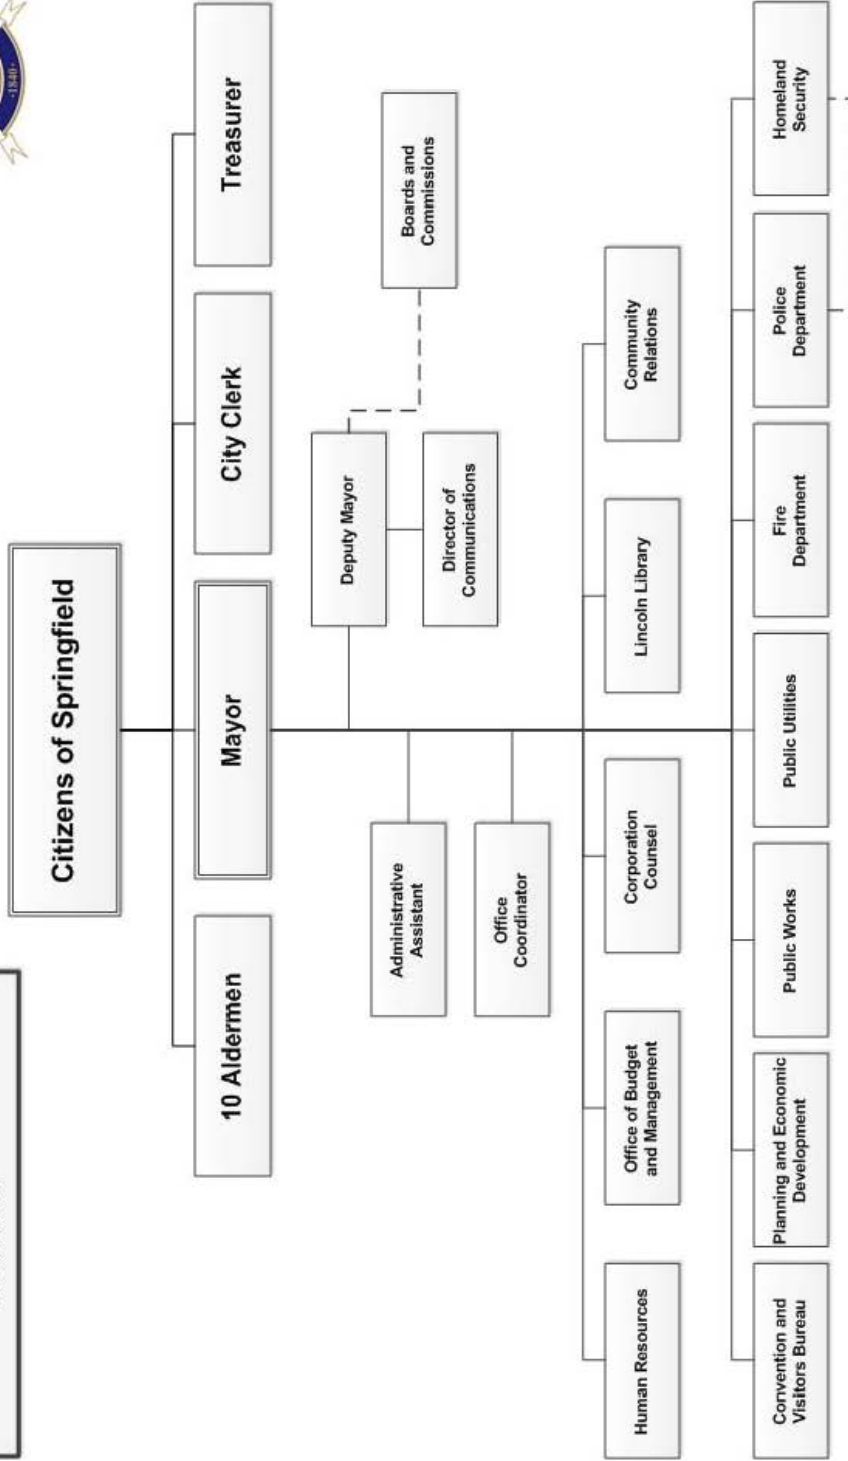 ·1840·
Citizens of Springfield
10 Aldermen
Mayor
City Clerk
Treasurer
Deputy Mayor
Boards and
Commissions
Administrative
Assistant
Director of
Communications
Office
Coordinator
Human Resources
Office of Budget
and Management
Corporation
Counsel
Lincoln Library
Community
Relations
Convention and
Visitors Bureau
Planning and Economic
Development
Public Works
Public Utilities
Fire
Department
Police
Department
Homeland
Security